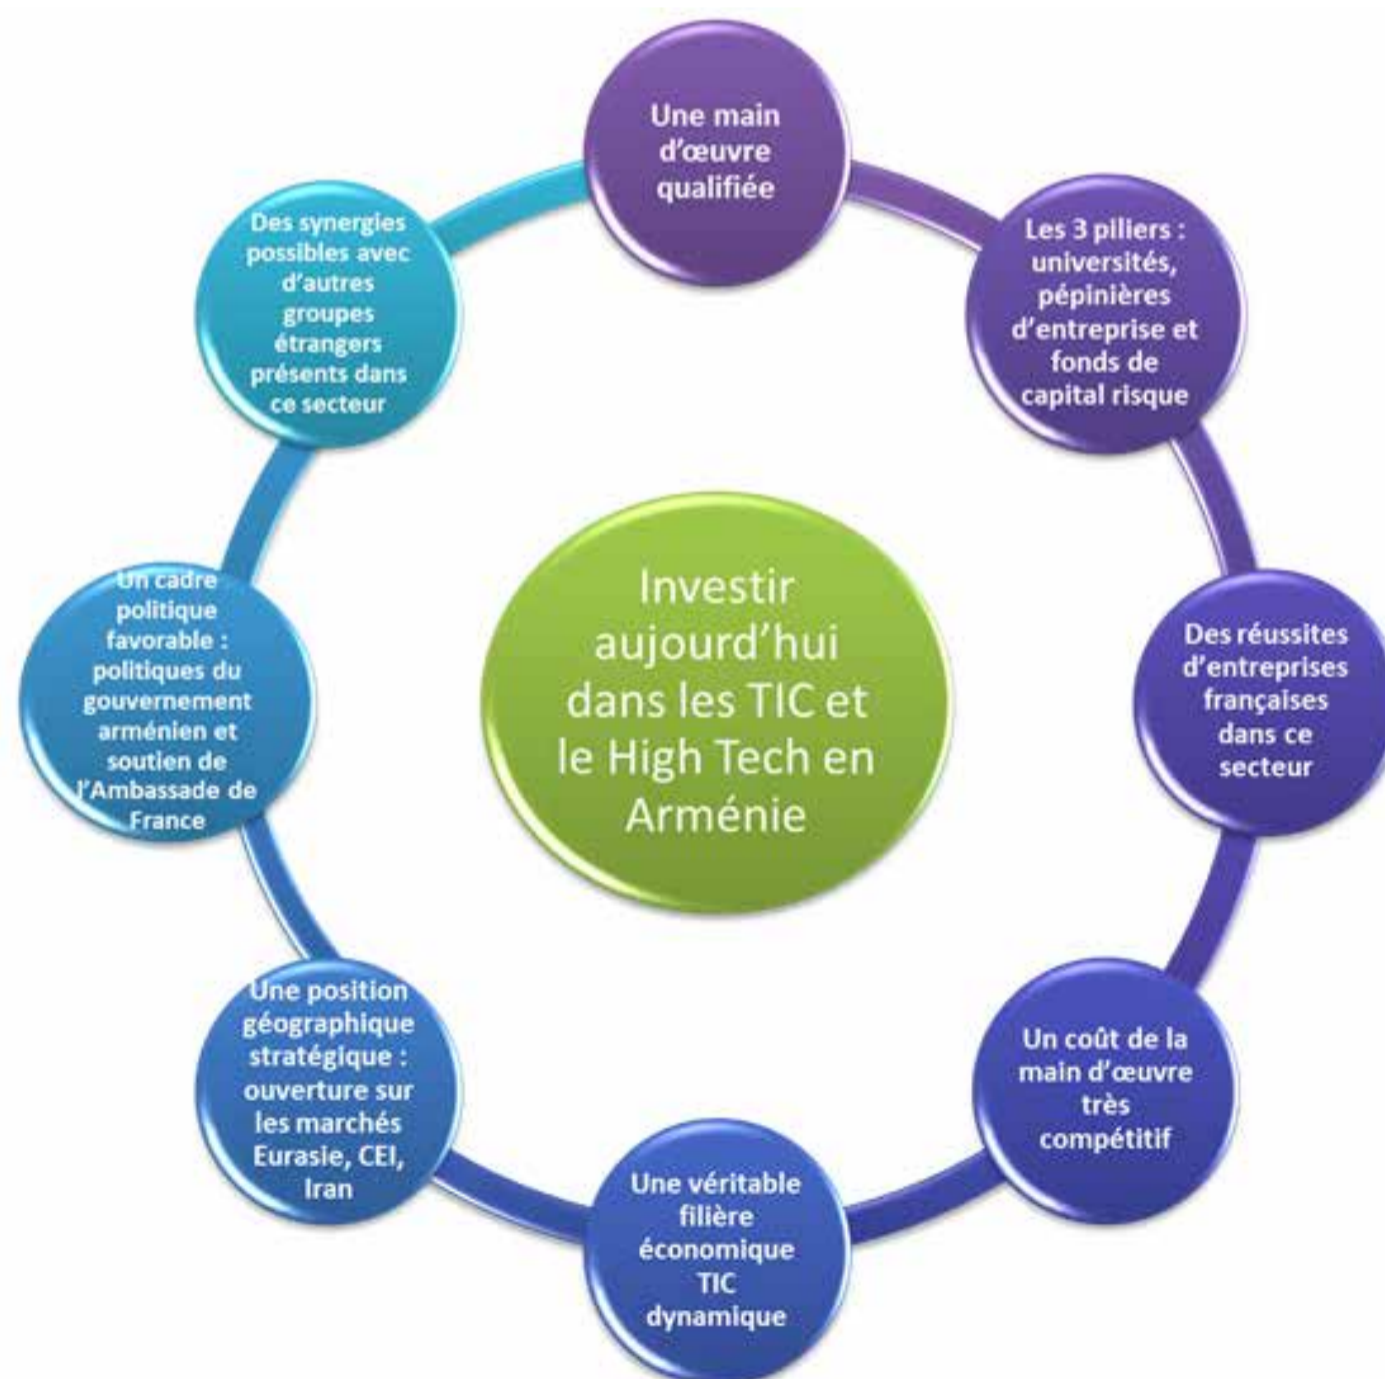 Une main
d'œuvre
qualifiée
Les 3 piliers :
universités,
pépinières
d'entreprise et
fonds de
capital risque
Des réussites
d'entreprises
françaises
dans ce
secteur
Un coût de la
main d'œuvre
très
compétitif
Une véritable
filière
économique
TIC
dynamique
Une position
géographique
stratégique :
ouverture sur
les marchés
Eurasie, CEI,
Iran
Un cadre
politique
favorable :
politiques du
gouvernement
arménien et
soutien de
l'Ambassade de
France
Des synergies
possibles avec
d'autres
groupes
étrangers
présents dans
ce secteur
Investir
aujourd'hui
dans les TIC et
le High Tech en
Arménie